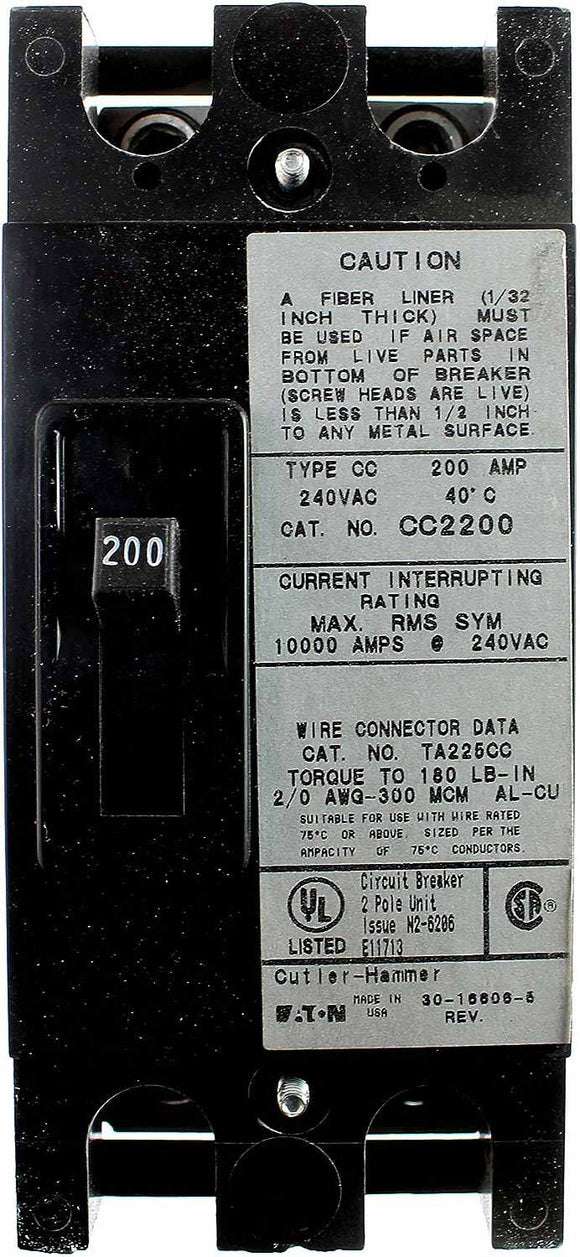 CAUTION
A FIBER LINER (1/32
INCH THICK) MUST
BE USED IF AIR SPACE
FROM LIVE PARTS IN
BOTTOM OF BREAKER
(SCREW HEADS ARE LIVE)
IS LESS THAN 1/2 INCH
TO ANY METAL SURFACE.
TYPE CC 200 AMP
240VAC 40°C
CAT. NO. CC2200
200
CURRENT INTERRUPTING
RATING
MAX. RMS SYM
10000 AMPS @ 240VAC
WIRE CONNECTOR DATA
CAT. NO. TA225CC
TORQUE TO 180 LB-IN
2/0 AWG-300 MCM AL-CU
SUITABLE FOR USE WITH WIRE RATED
75°C OR ABOVE, SIZED PER THE
AMPACITY OF 75°C CONDUCTORS.
UL
LISTED
Circuit Breaker
2 Pole Unit
Issue N2-6206
E11713
SA ®
Cutler-Hammer
EATON
MADE IN
USA
30-16606-5
REV.